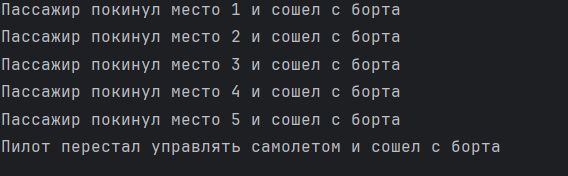 Пассажир покинул место 1 и сошел с борта
Пассажир покинул место 2 и сошел с борта
Пассажир покинул место 3 и сошел с борта
Пассажир покинул место 4 и сошел с борта
Пассажир покинул место 5 и сошел с борта
Пилот перестал управлять самолетом и сошел с борта